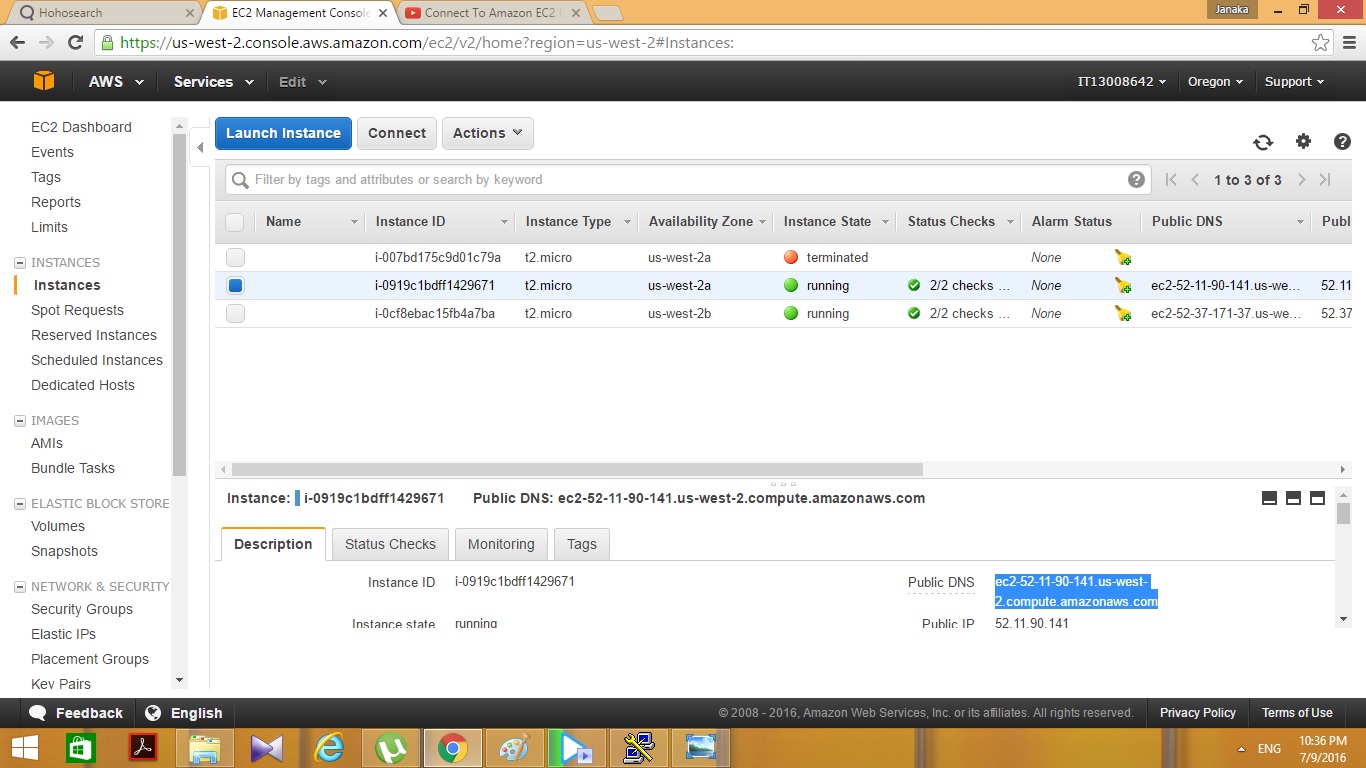 Hohosearch
EC2 Management Console
Connect To Amazon EC2
Janaka
https://us-west-2.console.aws.amazon.com/ec2/v2/home?region=us-west-2#Instances:
AWS Services Edit IT13008642 Oregon Support
EC2 Dashboard
Events
Tags
Reports
Limits
INSTANCES
Instances
Spot Requests
Reserved Instances
Scheduled Instances
Dedicated Hosts
IMAGES
AMIs
Bundle Tasks
ELASTIC BLOCK STORE
Volumes
Snapshots
NETWORK & SECURITY
Security Groups
Elastic IPs
Placement Groups
Key Pairs
Launch Instance Connect Actions
Filter by tags and attributes or search by keyword
1 to 3 of 3
Name Instance ID Instance Type Availability Zone Instance State Status Checks Alarm Status Public DNS Publ
i-007bd175c9d01c79a t2.micro us-west-2a terminated None
i-0919c1bdff1429671 t2.micro us-west-2a running 2/2 checks ... None ec2-52-11-90-141.us-we... 52.11
i-0cf8ebac15fb4a7ba t2.micro us-west-2b running 2/2 checks ... None ec2-52-37-171-37.us-we... 52.37
Instance: i-0919c1bdff1429671 Public DNS: ec2-52-11-90-141.us-west-2.compute.amazonaws.com
Description Status Checks Monitoring Tags
Instance ID i-0919c1bdff1429671 Public DNS ec2-52-11-90-141.us-west-
2.compute.amazonaws.com
Instance state running Public IP 52.11.90.141
Feedback English © 2008 - 2016, Amazon Web Services, Inc. or its affiliates. All rights reserved. Privacy Policy Terms of Use
ENG
10:36 PM
7/9/2016